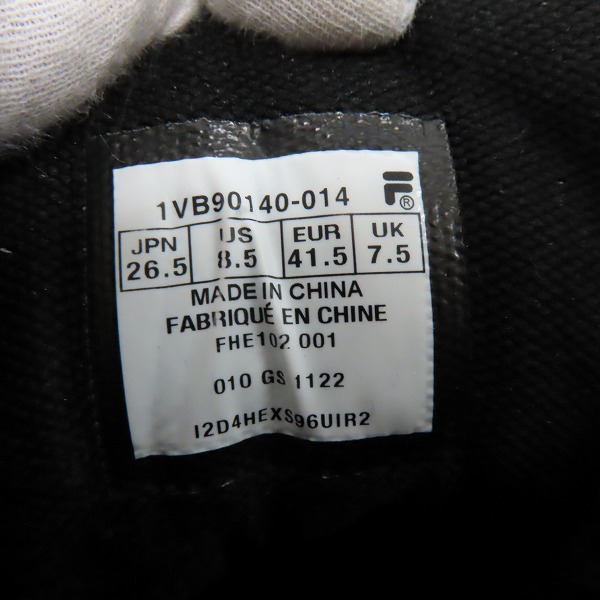 1VB90140-014
F®
JPN US EUR UK
26.5 8.5 41.5 7.5
MADE IN CHINA
FABRIQUÉ EN CHINE
FHE102 001
010 GS 1122
I2D4HEXS96UIR2